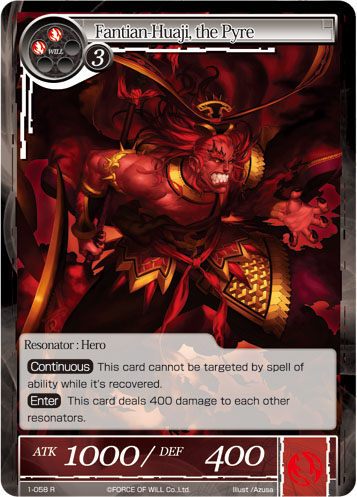 Fantian-Huaji, the Pyre
WILL
3
Resonator : Hero
Continuous This card cannot be targeted by spell of
ability while it's recovered.
Enter This card deals 400 damage to each other
resonators.
ATK 1000/ DEF 400
1-058 R ©FORCE OF WILL Co.,Ltd. Illust /Azusa